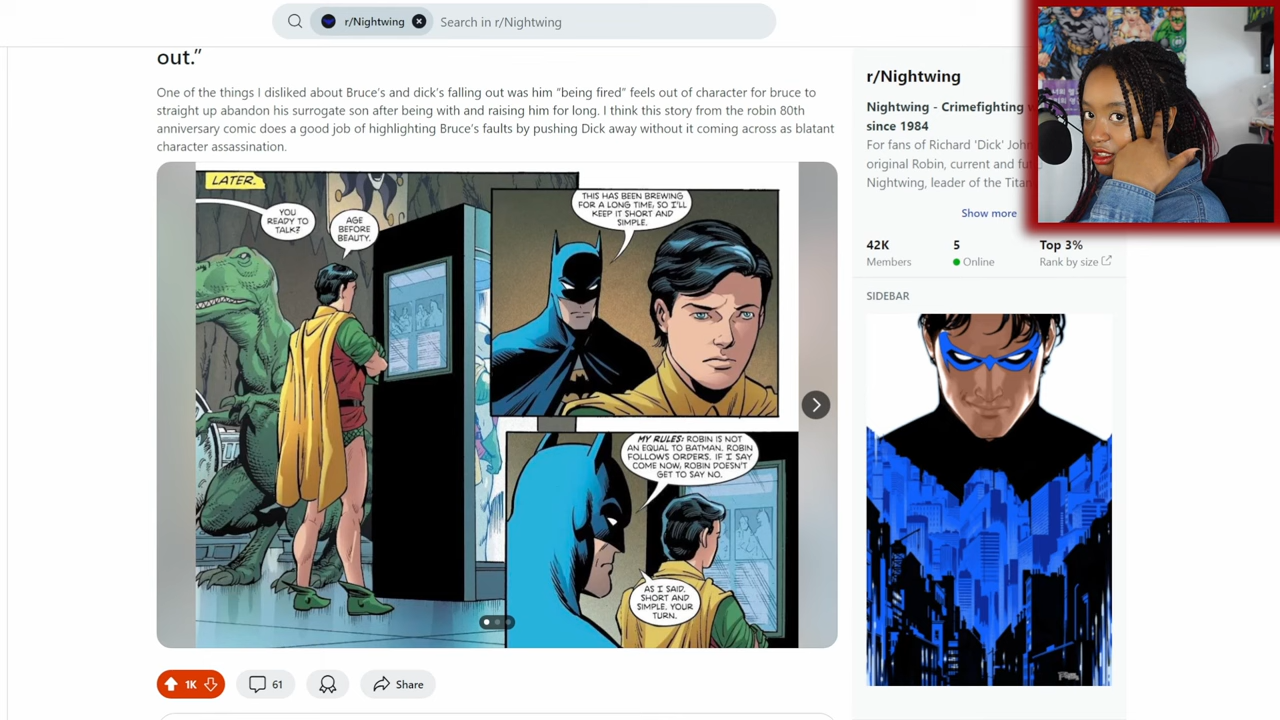 r/Nightwing
Search in r/Nightwing
out.”
One of the things I disliked about Bruce’s and dick’s falling out was him “being fired” feels out of character for bruce to
straight up abandon his surrogate son after being with and raising him for long. I think this story from the robin 80th
anniversary comic does a good job of highlighting Bruce’s faults by pushing Dick away without it coming across as blatant
character assassination.
LATER.
YOU
READY TO
TALK?
AGE
BEFORE
BEAUTY.
THIS HAS BEEN BREWING
FOR A LONG TIME, SO I'LL
KEEP IT SHORT AND
SIMPLE.
MY RULES: ROBIN IS NOT
AN EQUAL TO BATMAN. ROBIN
FOLLOWS ORDERS. IF I SAY
COME NOW, ROBIN DOESN'T
GET TO SAY NO.
AS I SAID.
SHORT AND
SIMPLE. YOUR
TURN.
1K
61
Share
r/Nightwing
Nightwing - Crimefighting
since 1984
For fans of Richard 'Dick'
original Robin, current and
Nightwing, leader of the
Show more
42K
Members
5
Online
Top 3%
Rank by size
SIDEBAR